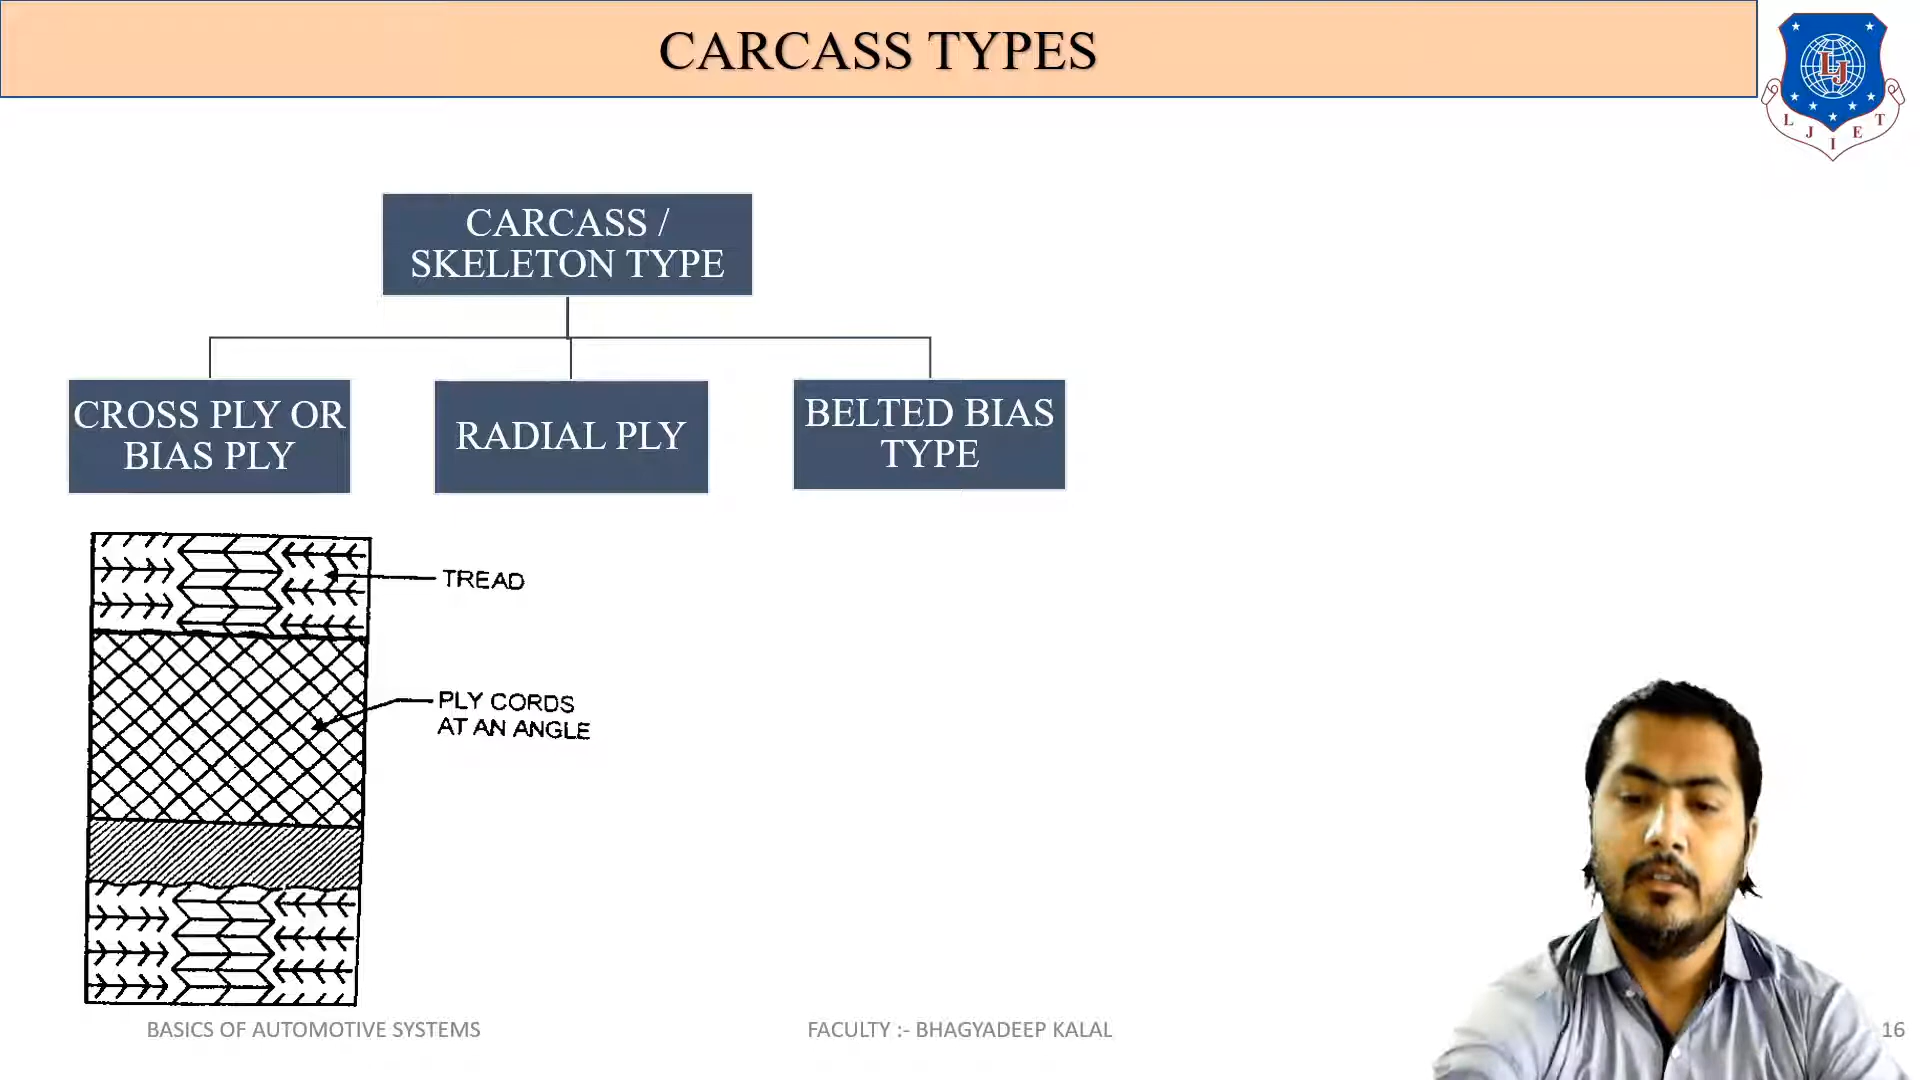 CARCASS TYPES
LJ
L J I E T
CARCASS /
SKELETON TYPE
CROSS PLY OR
BIAS PLY
RADIAL PLY
BELTED BIAS
TYPE
TREAD
PLY CORDS
AT AN ANGLE
BASICS OF AUTOMOTIVE SYSTEMS
FACULTY :- BHAGYADEEP KALAL
16